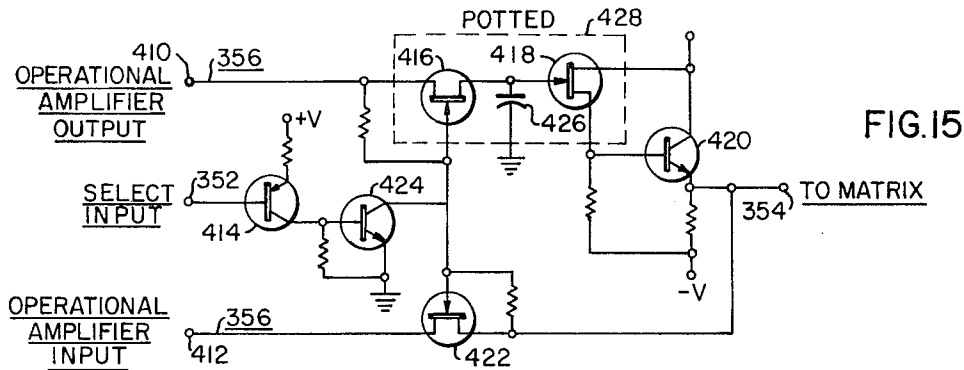 POTTED
428
410
356
416
418
OPERATIONAL
AMPLIFIER
OUTPUT
426
FIG.15
+V
420
SELECT
INPUT
352
424
414
354
TO MATRIX
-V
OPERATIONAL
AMPLIFIER
INPUT
356
412
422